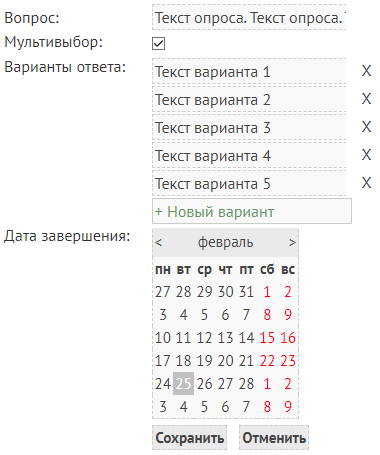 Вопрос: Текст опроса. Текст опроса.
Мультивыбор:
Варианты ответа: Текст варианта 1 X
Текст варианта 2 X
Текст варианта 3 X
Текст варианта 4 X
Текст варианта 5 X
+ Новый вариант
Дата завершения: < февраль >
пн вт ср чт пт сб вс
27 28 29 30 31 1 2
3 4 5 6 7 8 9
10 11 12 13 14 15 16
17 18 19 20 21 22 23
24 25 26 27 28 1 2
3 4 5 6 7 8 9
Сохранить Отменить